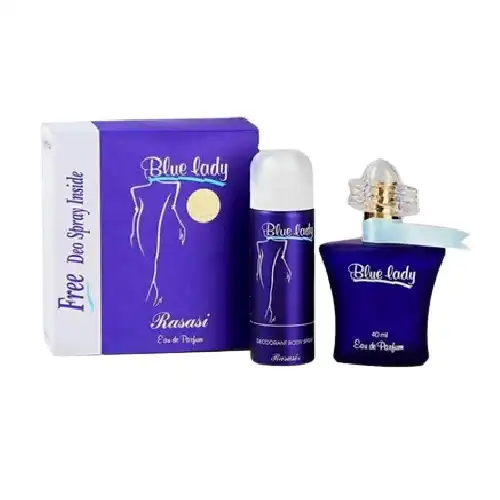 Free Deo Spray Inside
Blue lady
Rasasi
Eau de Parfum
Blue lady
DEODORANT BODY SPRAY
Rasasi
Blue lady
40 ml
Eau de Parfum